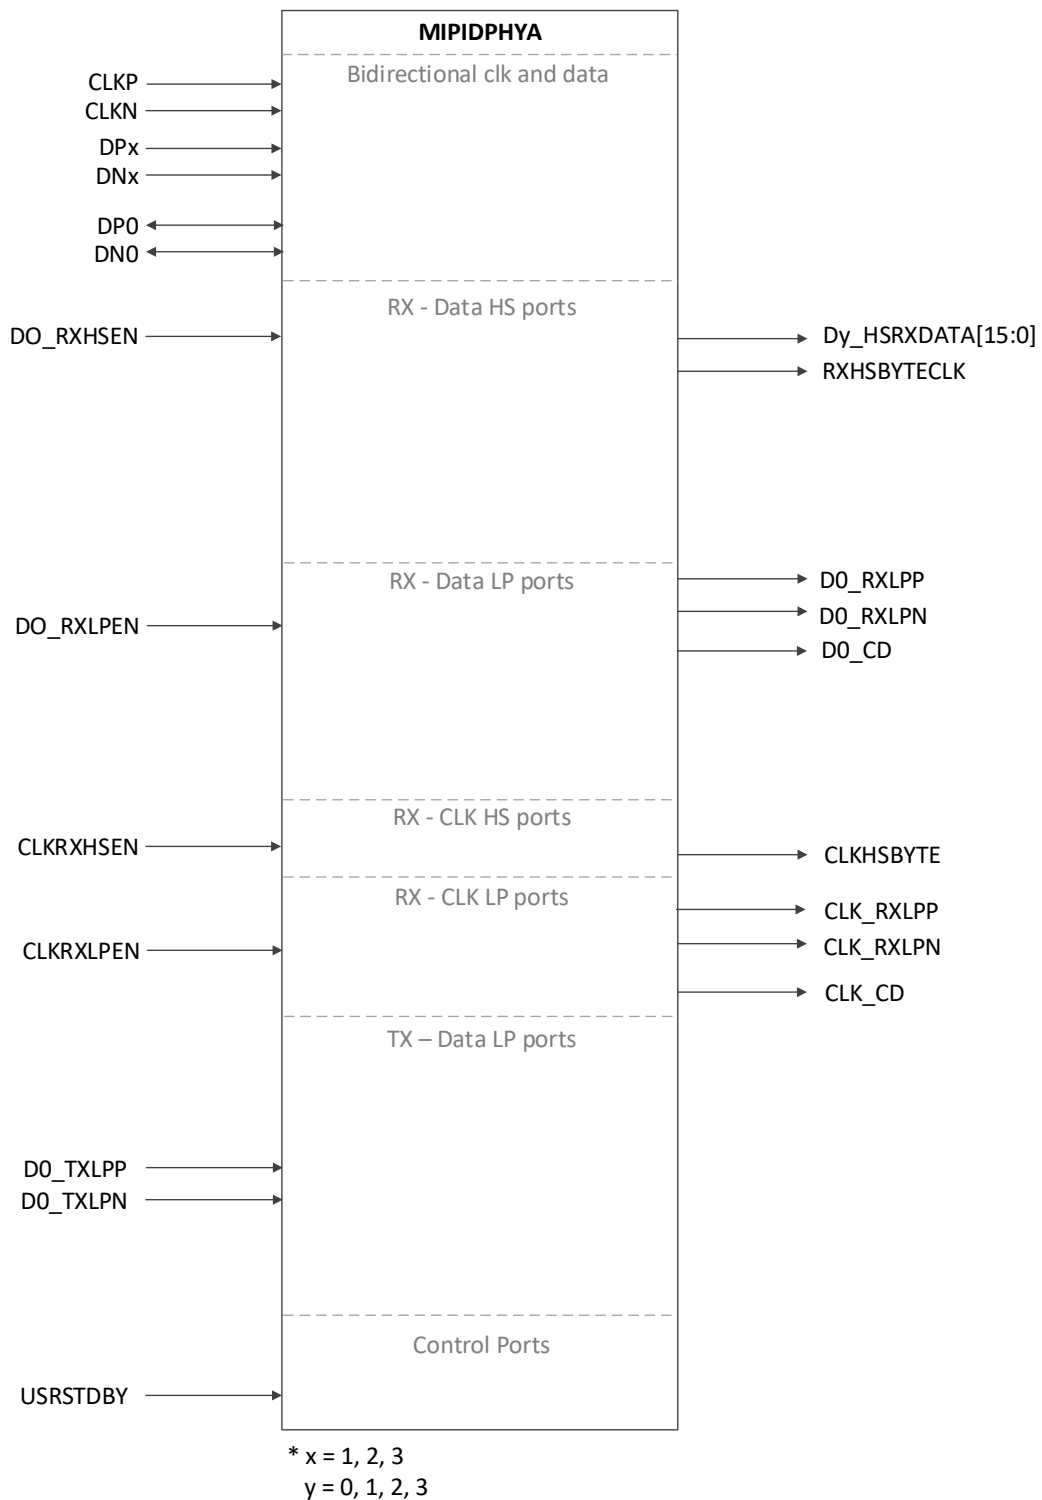 MIPIDPHYA
Bidirectional clk and data
CLKP
CLKN
DPx
DNx
DP0
DN0
RX - Data HS ports
DO_RXHSEN
Dy_HSRXDATA[15:0]
RXHSBYTECLK
RX - Data LP ports
D0_RXLPP
D0_RXLPN
DO_RXLPEN
D0_CD
RX - CLK HS ports
CLKRXHSEN
CLKHSBYTE
RX - CLK LP ports
CLK_RXLPP
CLK_RXLPN
CLKRXLPEN
CLK_CD
TX – Data LP ports
D0_TXLPP
D0_TXLPN
Control Ports
USRSTDBY
* x = 1, 2, 3
y = 0, 1, 2, 3